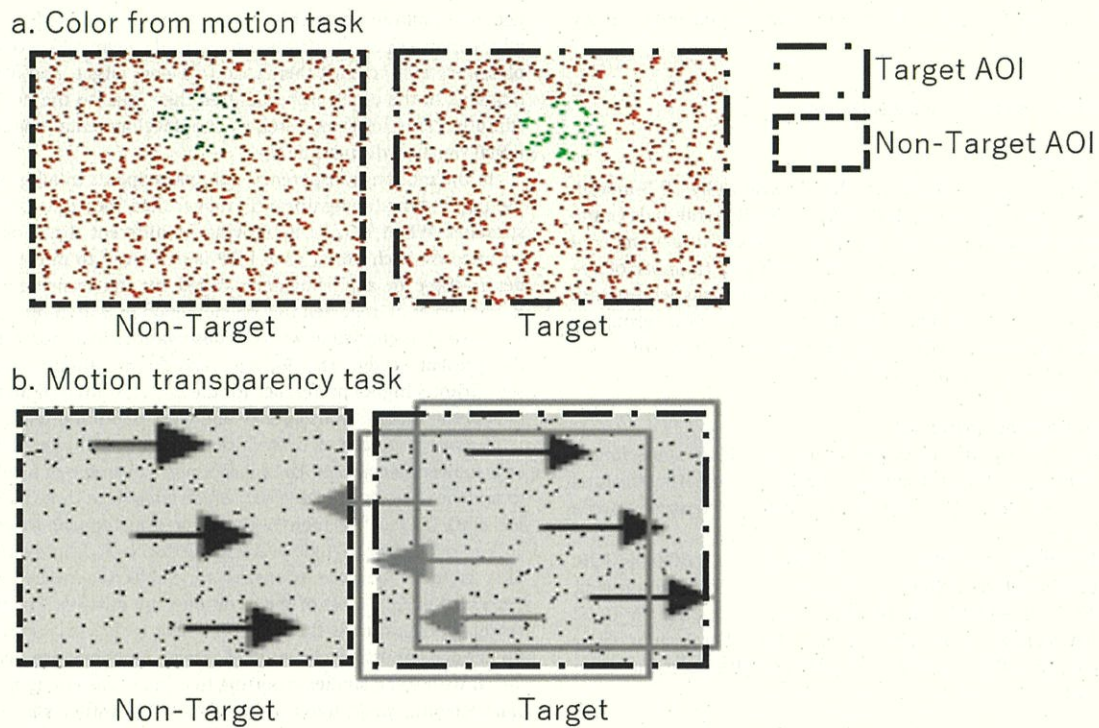 a. Color from motion task
Target AOI
Non-Target AOI
Non-Target
Target
b. Motion transparency task
Non-Target
Target